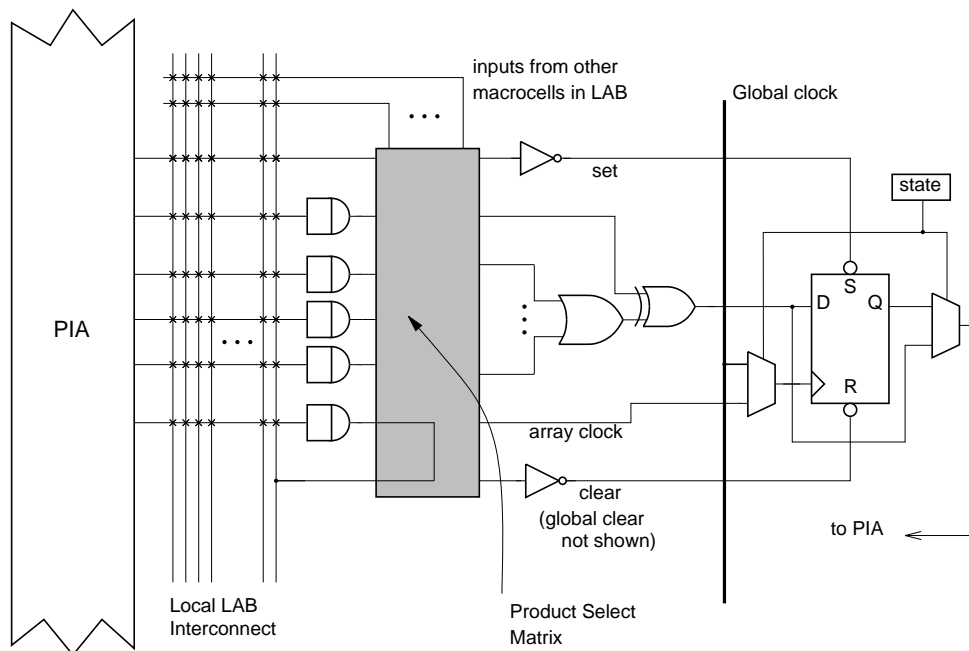 inputs from other
macrocells in LAB
• • •
Global clock
set
state
S
D
Q
PIA
• • •
R
array clock
clear
(global clear
not shown)
to PIA
Local LAB
Interconnect
Product Select
Matrix